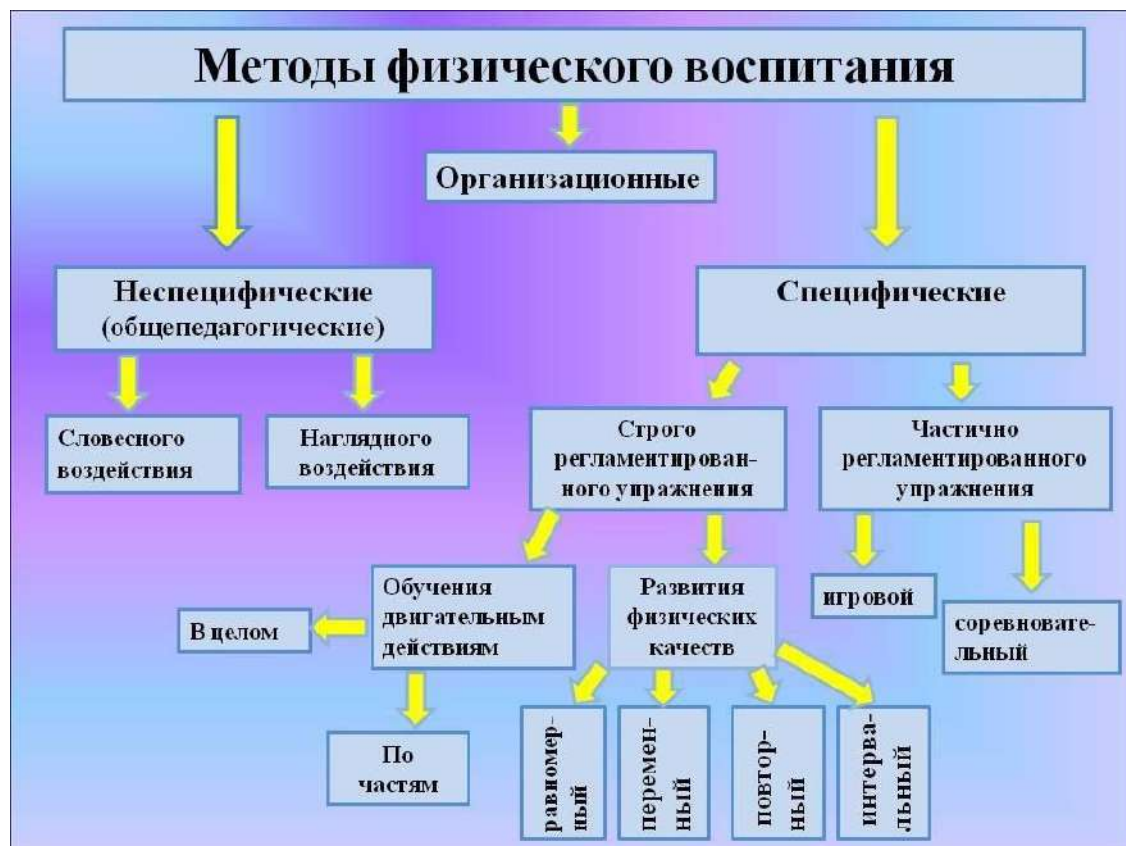 Методы физического воспитания
Организационные
Неспецифические
(общепедагогические)
Специфические
Словесного
воздействия
Наглядного
воздействия
Строго
регламентирован-
ного упражнения
Частично
регламентированного
упражнения
Обучения
двигательным
действиям
Развития
физических
качеств
игровой
соревновате-
льный
В целом
По
частям
равномер-
ный
перемен-
ный
повтор-
ный
интерва-
льный